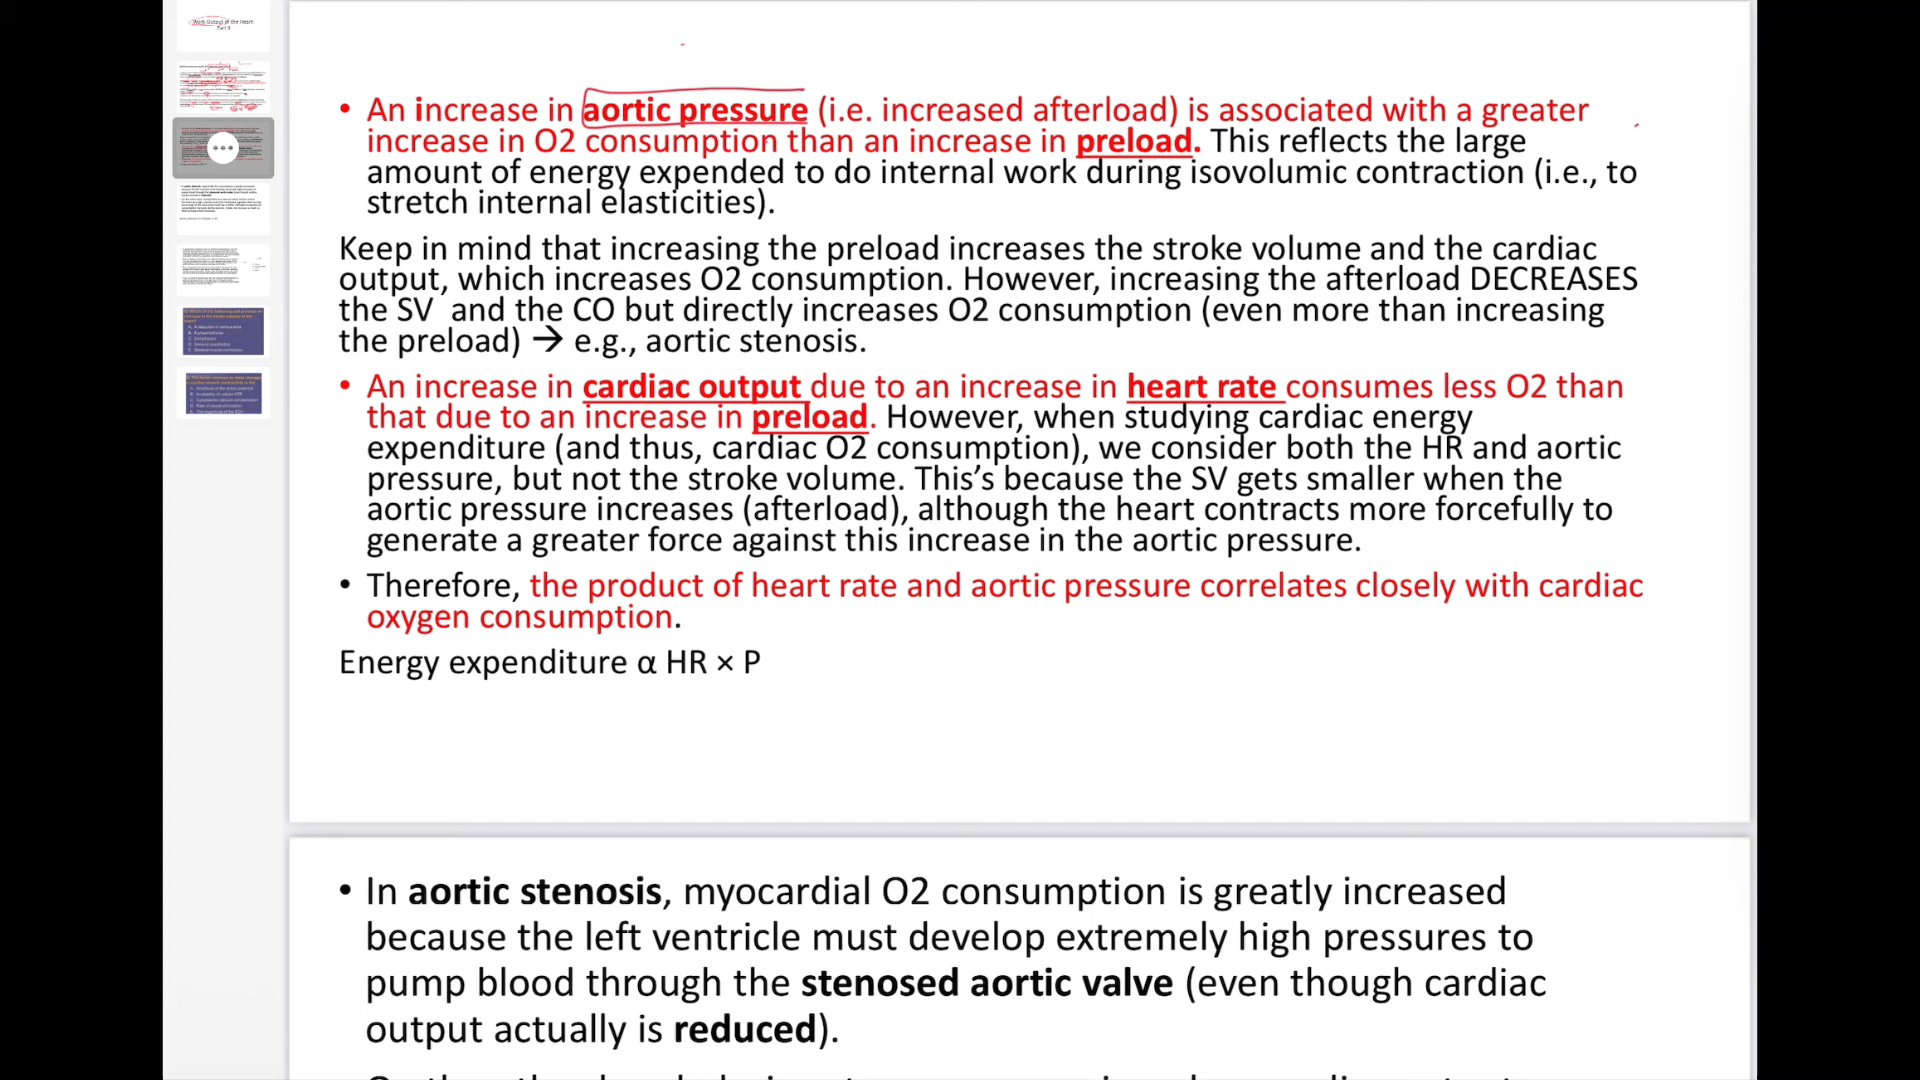 Work Output of the Heart:
Part II
• An increase in aortic pressure (i.e. increased afterload) is associated with a greater
increase in O2 consumption than an increase in preload. This reflects the large
amount of energy expended to do internal work during isovolumic contraction (i.e., to
stretch internal elasticities).
Keep in mind that increasing the preload increases the stroke volume and the cardiac
output, which increases O2 consumption. However, increasing the afterload DECREASES
the SV and the CO but directly increases O2 consumption (even more than increasing
the preload) → e.g., aortic stenosis.
• An increase in cardiac output due to an increase in heart rate consumes less O2 than
that due to an increase in preload. However, when studying cardiac energy
expenditure (and thus, cardiac O2 consumption), we consider both the HR and aortic
pressure, but not the stroke volume. This’s because the SV gets smaller when the
aortic pressure increases (afterload), although the heart contracts more forcefully to
generate a greater force against this increase in the aortic pressure.
• Therefore, the product of heart rate and aortic pressure correlates closely with cardiac
oxygen consumption.
Energy expenditure α HR × P
• In aortic stenosis, myocardial O2 consumption is greatly increased
because the left ventricle must develop extremely high pressures to
pump blood through the stenosed aortic valve (even though cardiac
output actually is reduced).